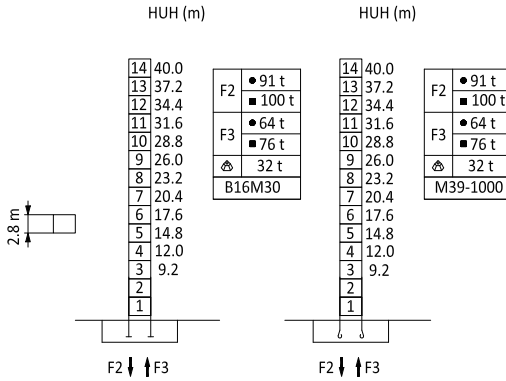 HUH (m)
14 40.0
13 37.2
12 34.4
11 31.6
10 28.8
9 26.0
8 23.2
7 20.4
6 17.6
5 14.8
4 12.0
3 9.2
2
1
2.8 m
F2 ● 91 t
■ 100 t
F3 ● 64 t
■ 76 t
32 t
B16M30
F2 F3
HUH (m)
14 40.0
13 37.2
12 34.4
11 31.6
10 28.8
9 26.0
8 23.2
7 20.4
6 17.6
5 14.8
4 12.0
3 9.2
2
1
F2 ● 91 t
■ 100 t
F3 ● 64 t
■ 76 t
32 t
M39-1000
F2 F3